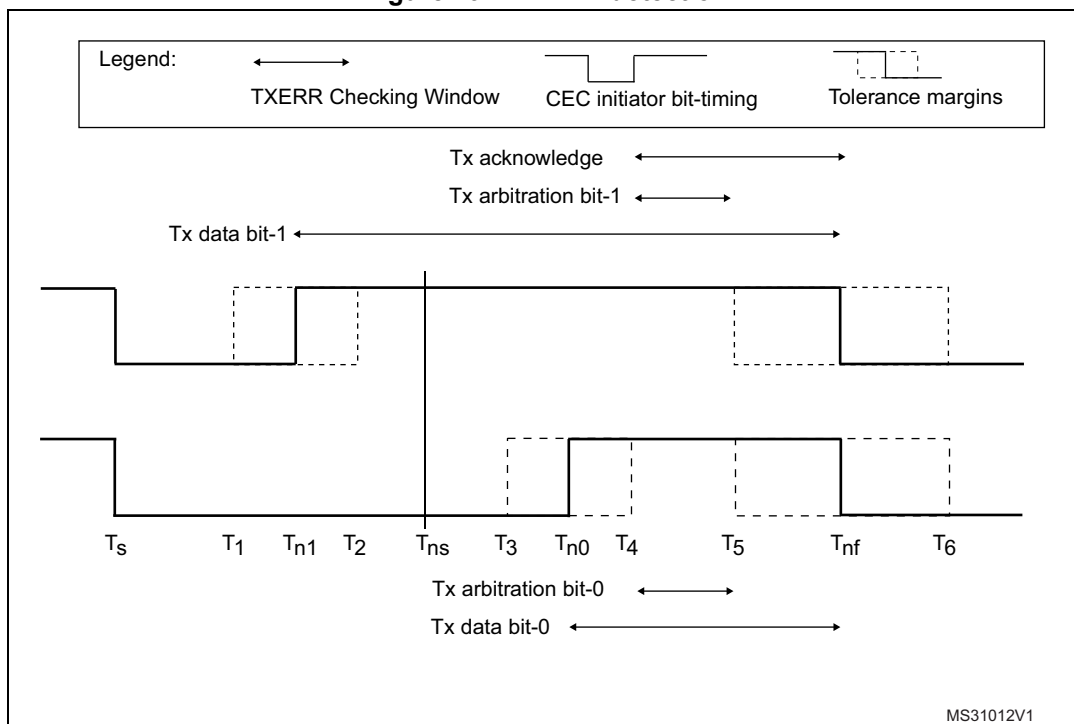 Legend:
TXERR Checking Window
CEC initiator bit-timing
Tolerance margins
Tx acknowledge
Tx arbitration bit-1
Tx data bit-1
Ts T1 Tn1 T2 Tns T3 Tn0 T4 T5 Tnf T6
Tx arbitration bit-0
Tx data bit-0
MS31012V1